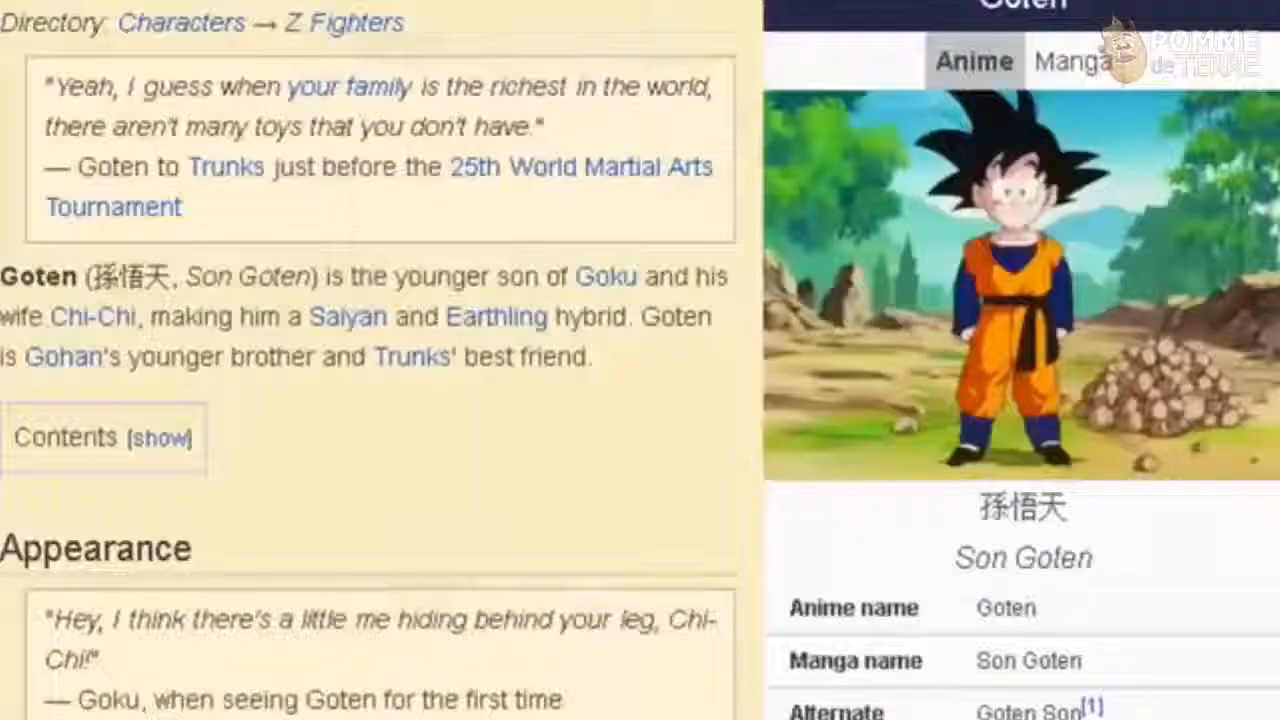 Directory: Characters → Z Fighters
"Yeah, I guess when your family is the richest in the world,
there aren't many toys that you don't have."
— Goten to Trunks just before the 25th World Martial Arts
Tournament
Goten (孫悟天, Son Goten) is the younger son of Goku and his
wife Chi-Chi, making him a Saiyan and Earthling hybrid. Goten
is Gohan's younger brother and Trunks' best friend.
Contents [show]
Appearance
"Hey, I think there's a little me hiding behind your leg, Chi-
Chi!"
— Goku, when seeing Goten for the first time
Goten
Anime Manga
POMME
de TERRE
孫悟天
Son Goten
Anime name Goten
Manga name Son Goten
Alternate Goten Son[1]